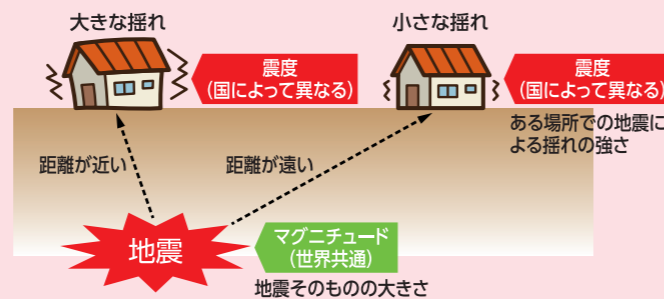 大きな揺れ
小さな揺れ
震度
（国によって異なる）
震度
（国によって異なる）
ある場所での地震に
よる揺れの強さ
距離が近い
距離が遠い
地震
マグニチュード
（世界共通）
地震そのものの大きさ